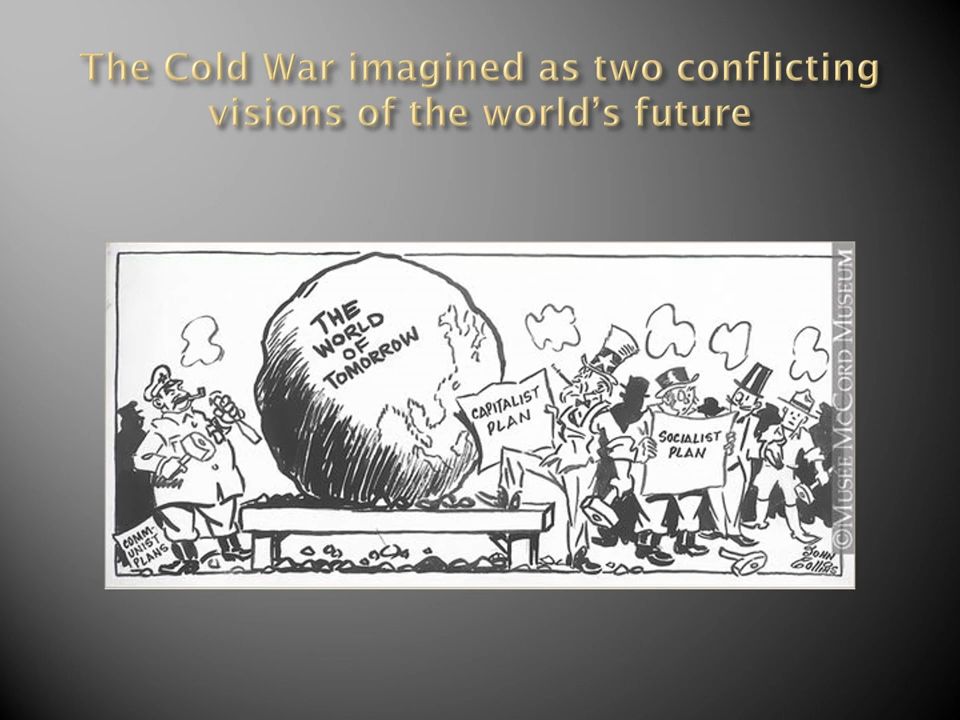 The Cold War imagined as two conflicting
visions of the world’s future
THE
WORLD
OF
TOMORROW
CAPITALIST
PLAN
SOCIALIST
PLAN
COMM-
UNIST
PLANS
JOHN
Collins
©MUSÉE MCCORD MUSEUM